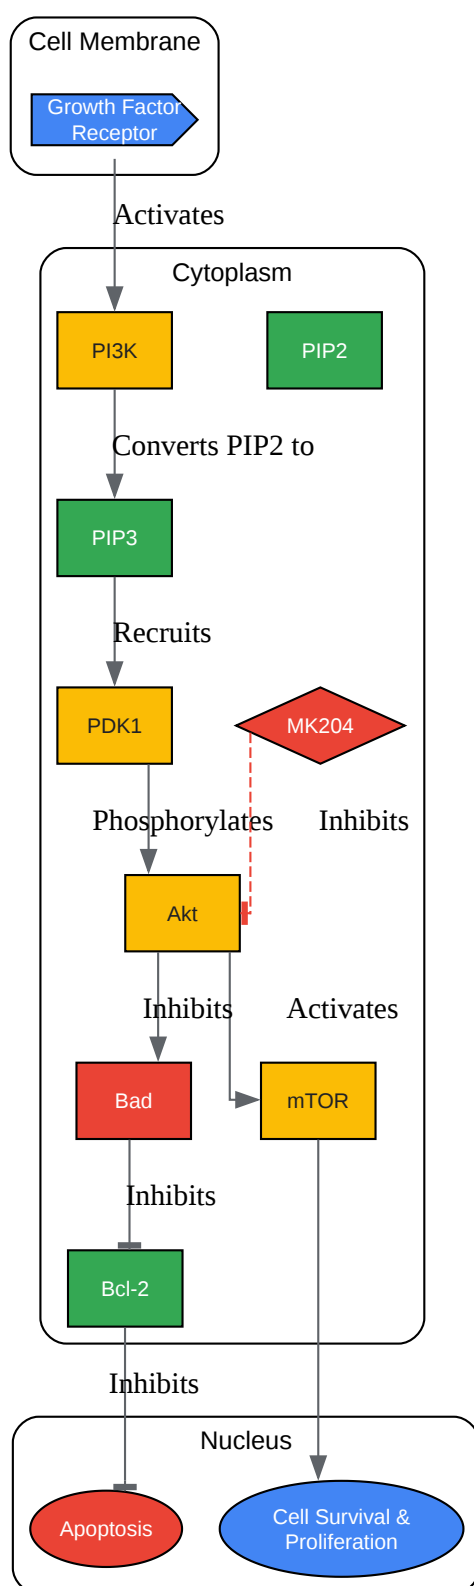 Cell Membrane
Growth Factor
Receptor
Activates
Cytoplasm
PI3K
PIP2
Converts PIP2 to
PIP3
Recruits
PDK1
MK204
Phosphorylates
Inhibits
Akt
Inhibits
Activates
Bad
mTOR
Inhibits
Bcl-2
Inhibits
Nucleus
Apoptosis
Cell Survival &
Proliferation